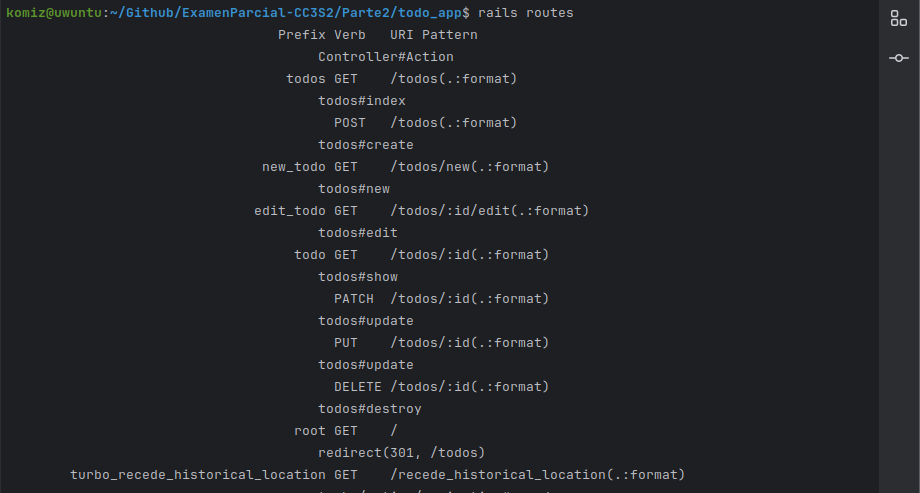 komiz@uwuntu:~/Github/ExamenParcial-CC3S2/Parte2/todo_app$ rails routes
Prefix Verb   URI Pattern
Controller#Action
todos GET    /todos(.:format)
todos#index
POST   /todos(.:format)
todos#create
new_todo GET    /todos/new(.:format)
todos#new
edit_todo GET    /todos/:id/edit(.:format)
todos#edit
todo GET    /todos/:id(.:format)
todos#show
PATCH  /todos/:id(.:format)
todos#update
PUT    /todos/:id(.:format)
todos#update
DELETE /todos/:id(.:format)
todos#destroy
root GET    /
redirect(301, /todos)
turbo_recede_historical_location GET    /recede_historical_location(.:format)